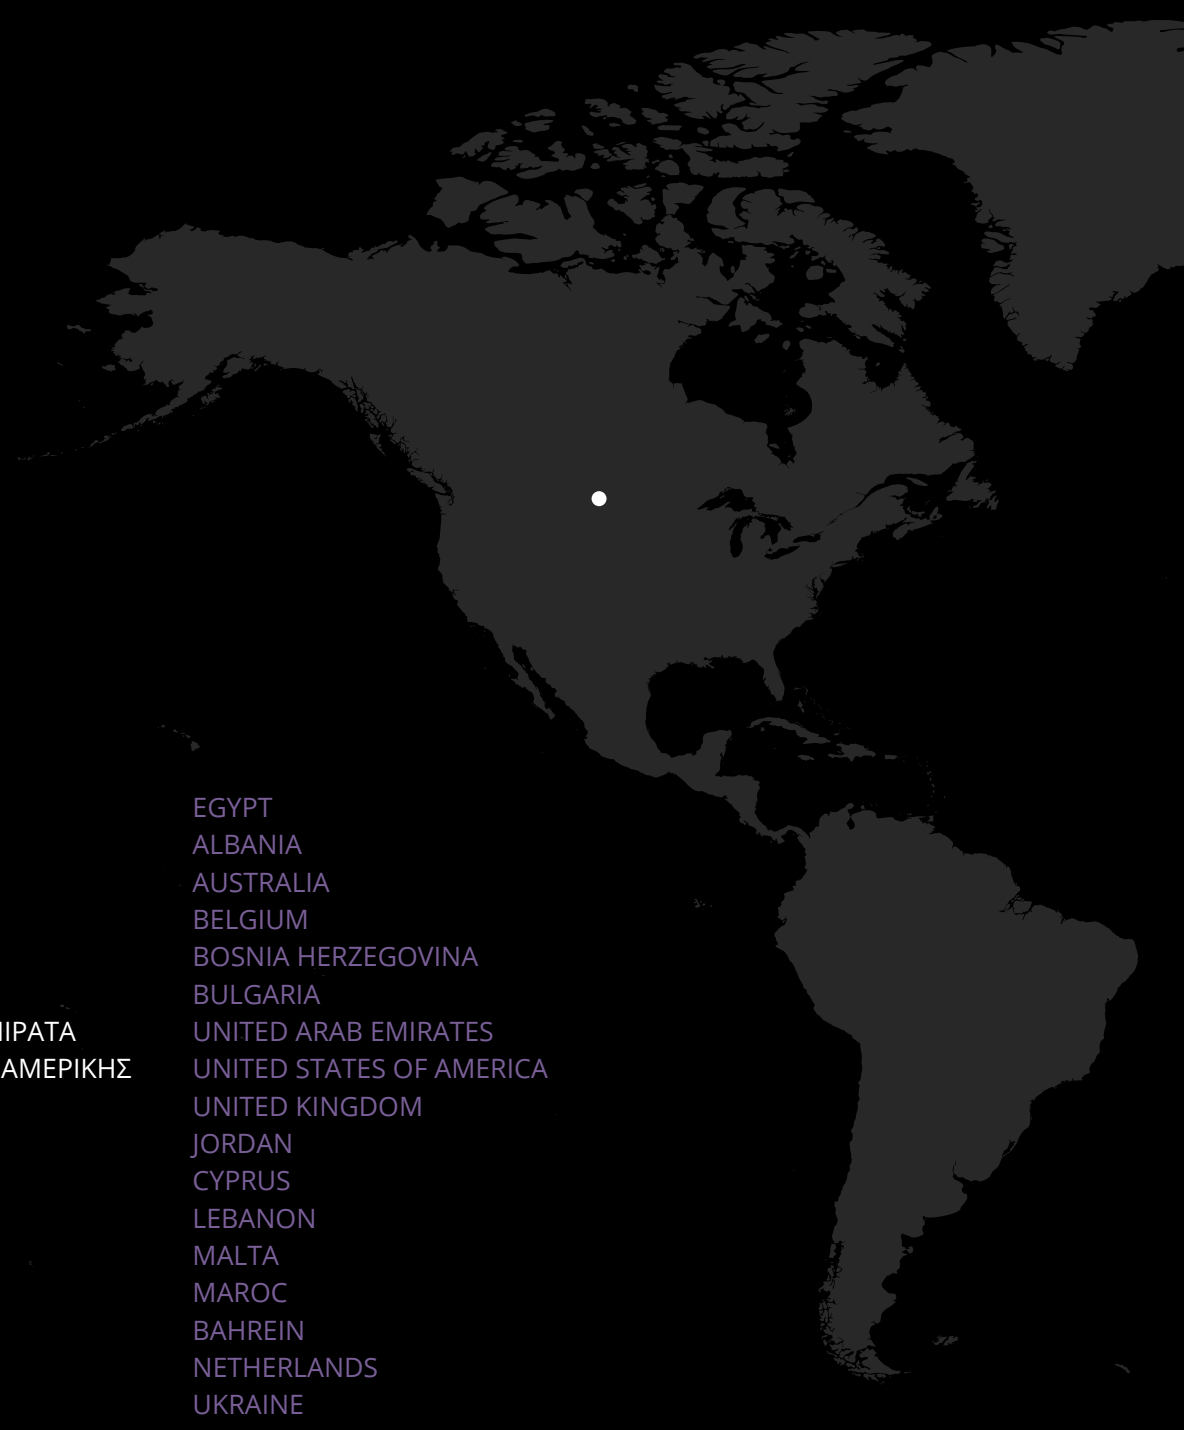 EGYPT
ALBANIA
AUSTRALIA
BELGIUM
BOSNIA HERZEGOVINA
BULGARIA
ΙΡΑΤΑ UNITED ARAB EMIRATES
ΑΜΕΡΙΚΗΣ UNITED STATES OF AMERICA
UNITED KINGDOM
JORDAN
CYPRUS
LEBANON
MALTA
MAROC
BAHREIN
NETHERLANDS
UKRAINE